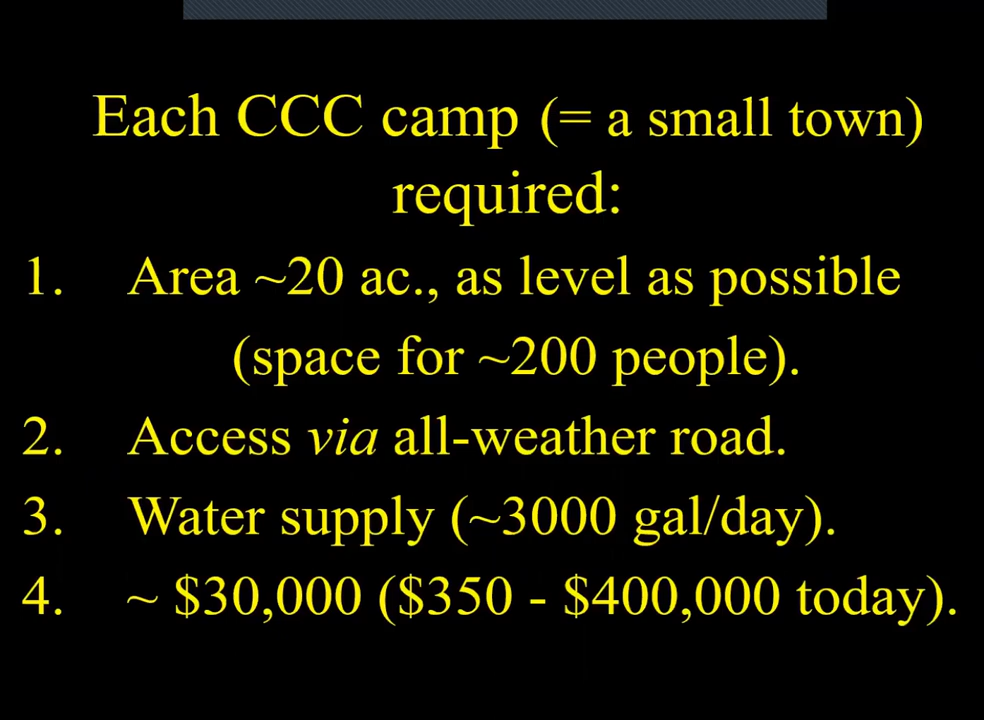 Each CCC camp (= a small town)
required:
1. Area ~20 ac., as level as possible
(space for ~200 people).
2. Access via all-weather road.
3. Water supply (~3000 gal/day).
4. ~ $30,000 ($350 - $400,000 today).